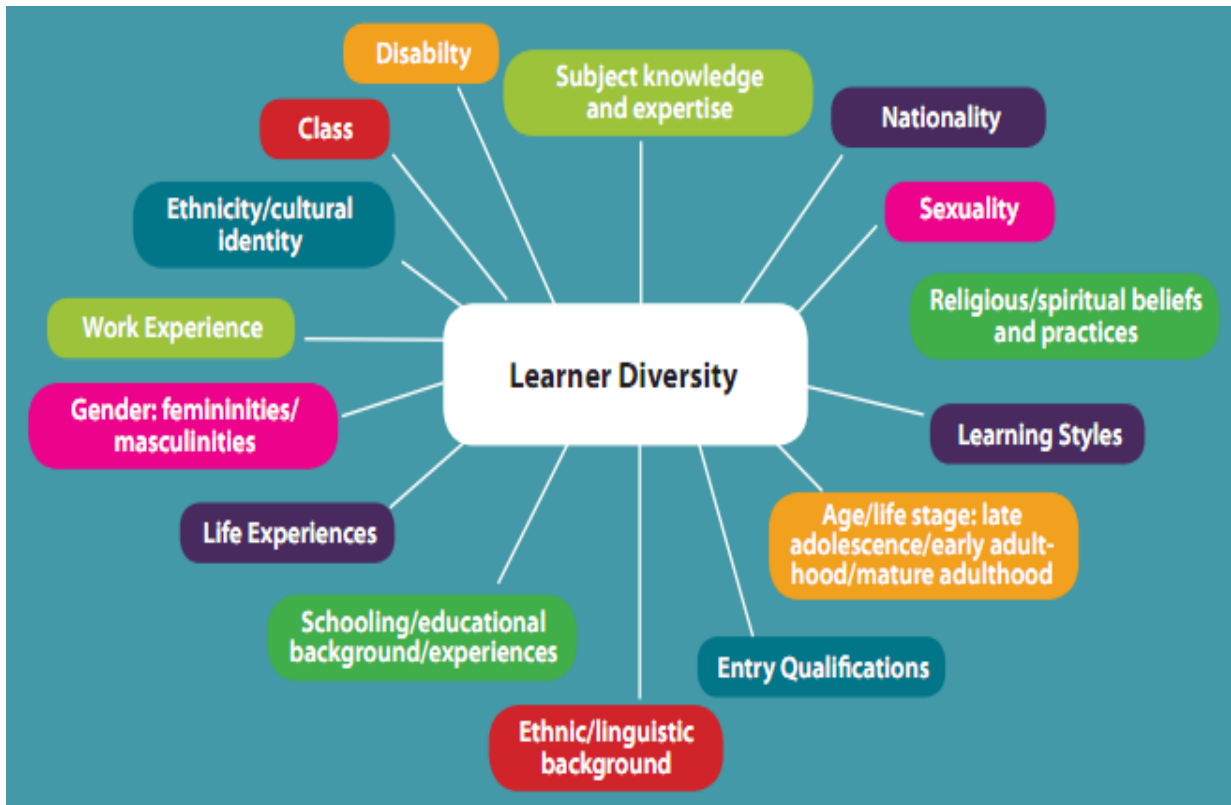 Disabilty
Subject knowledge
and expertise
Nationality
Class
Sexuality
Ethnicity/cultural
identity
Religious/spiritual beliefs
and practices
Work Experience
Learner Diversity
Gender: femininities/
masculinities
Learning Styles
Life Experiences
Age/life stage: late
adolescence/early adult-
hood/mature adulthood
Schooling/educational
background/experiences
Entry Qualifications
Ethnic/linguistic
background